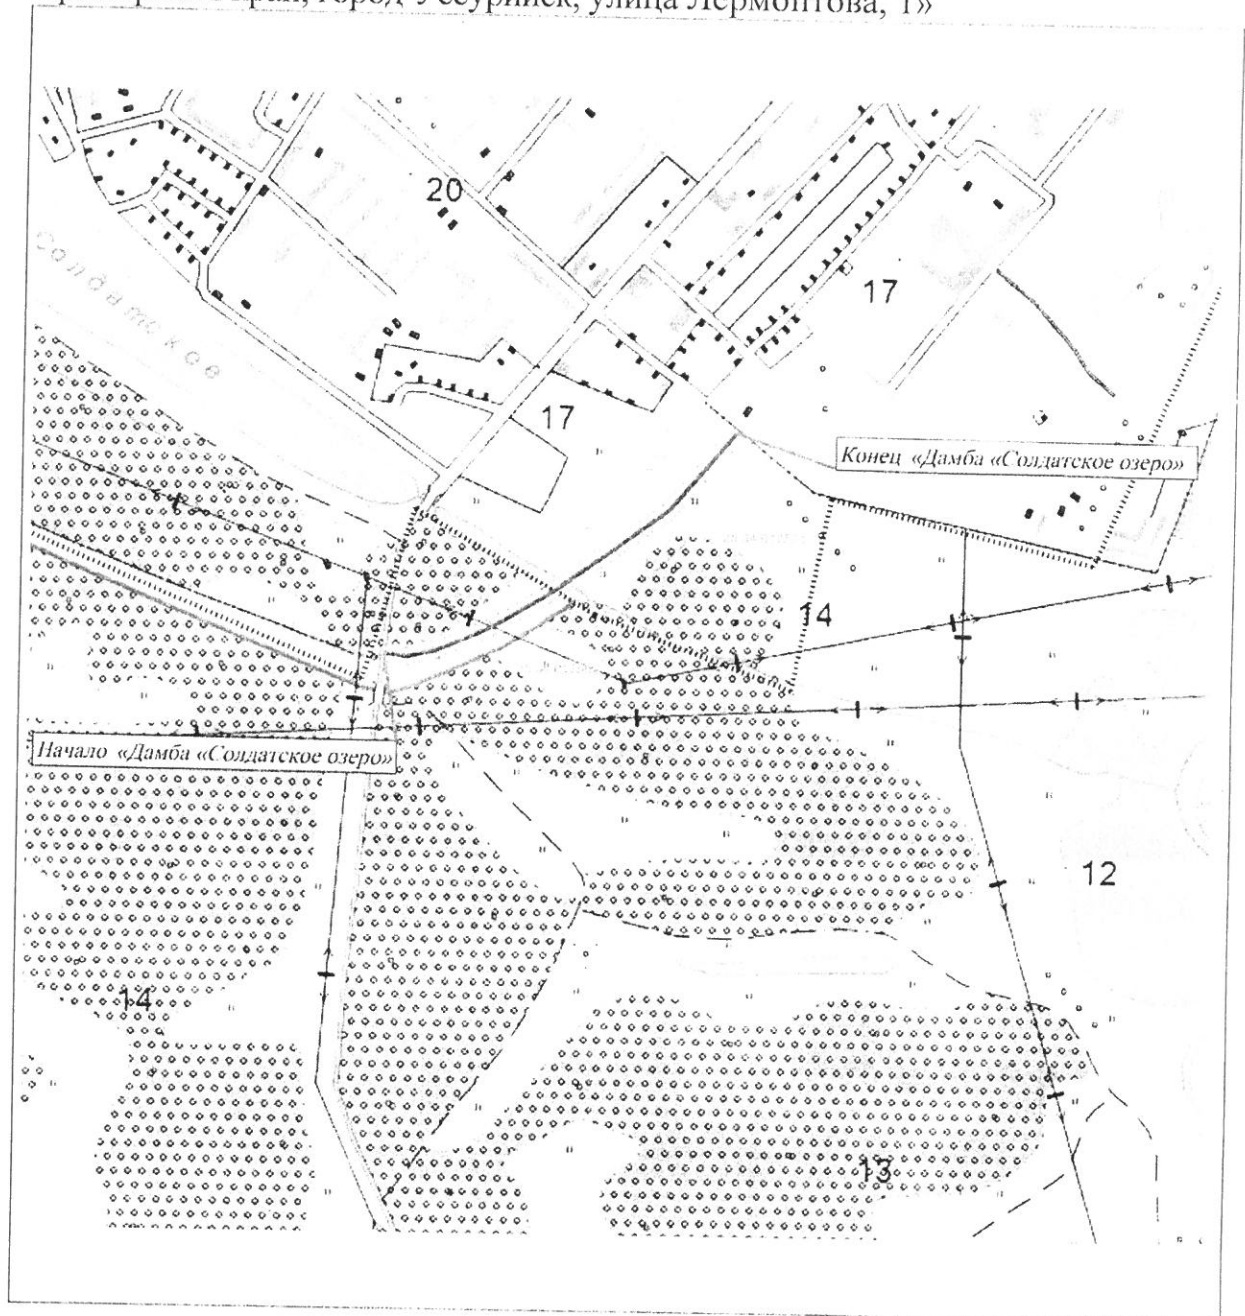 край, город Уссурийск, улица Лермонтова, 1»
20
Солдатское
17
17
Конец «Дамба «Солдатское озеро»
14
Начало «Дамба «Солдатское озеро»
12
14
13